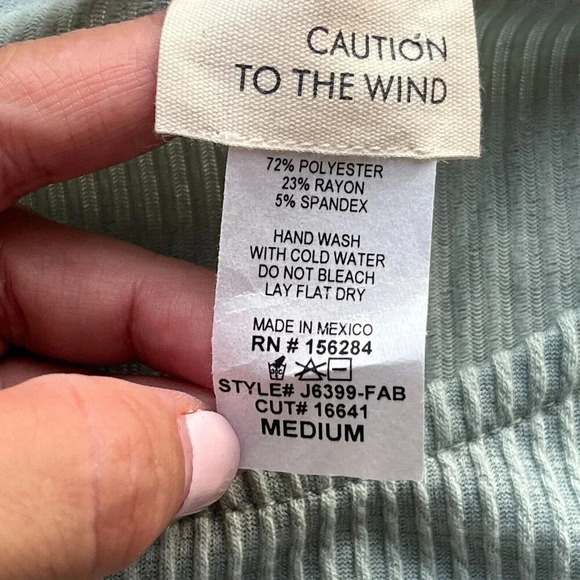 CAUTION
TO THE WIND
72% POLYESTER
23% RAYON
5% SPANDEX
HAND WASH
WITH COLD WATER
DO NOT BLEACH
LAY FLAT DRY
MADE IN MEXICO
RN # 156284
STYLE# J6399-FAB
CUT# 16641
MEDIUM